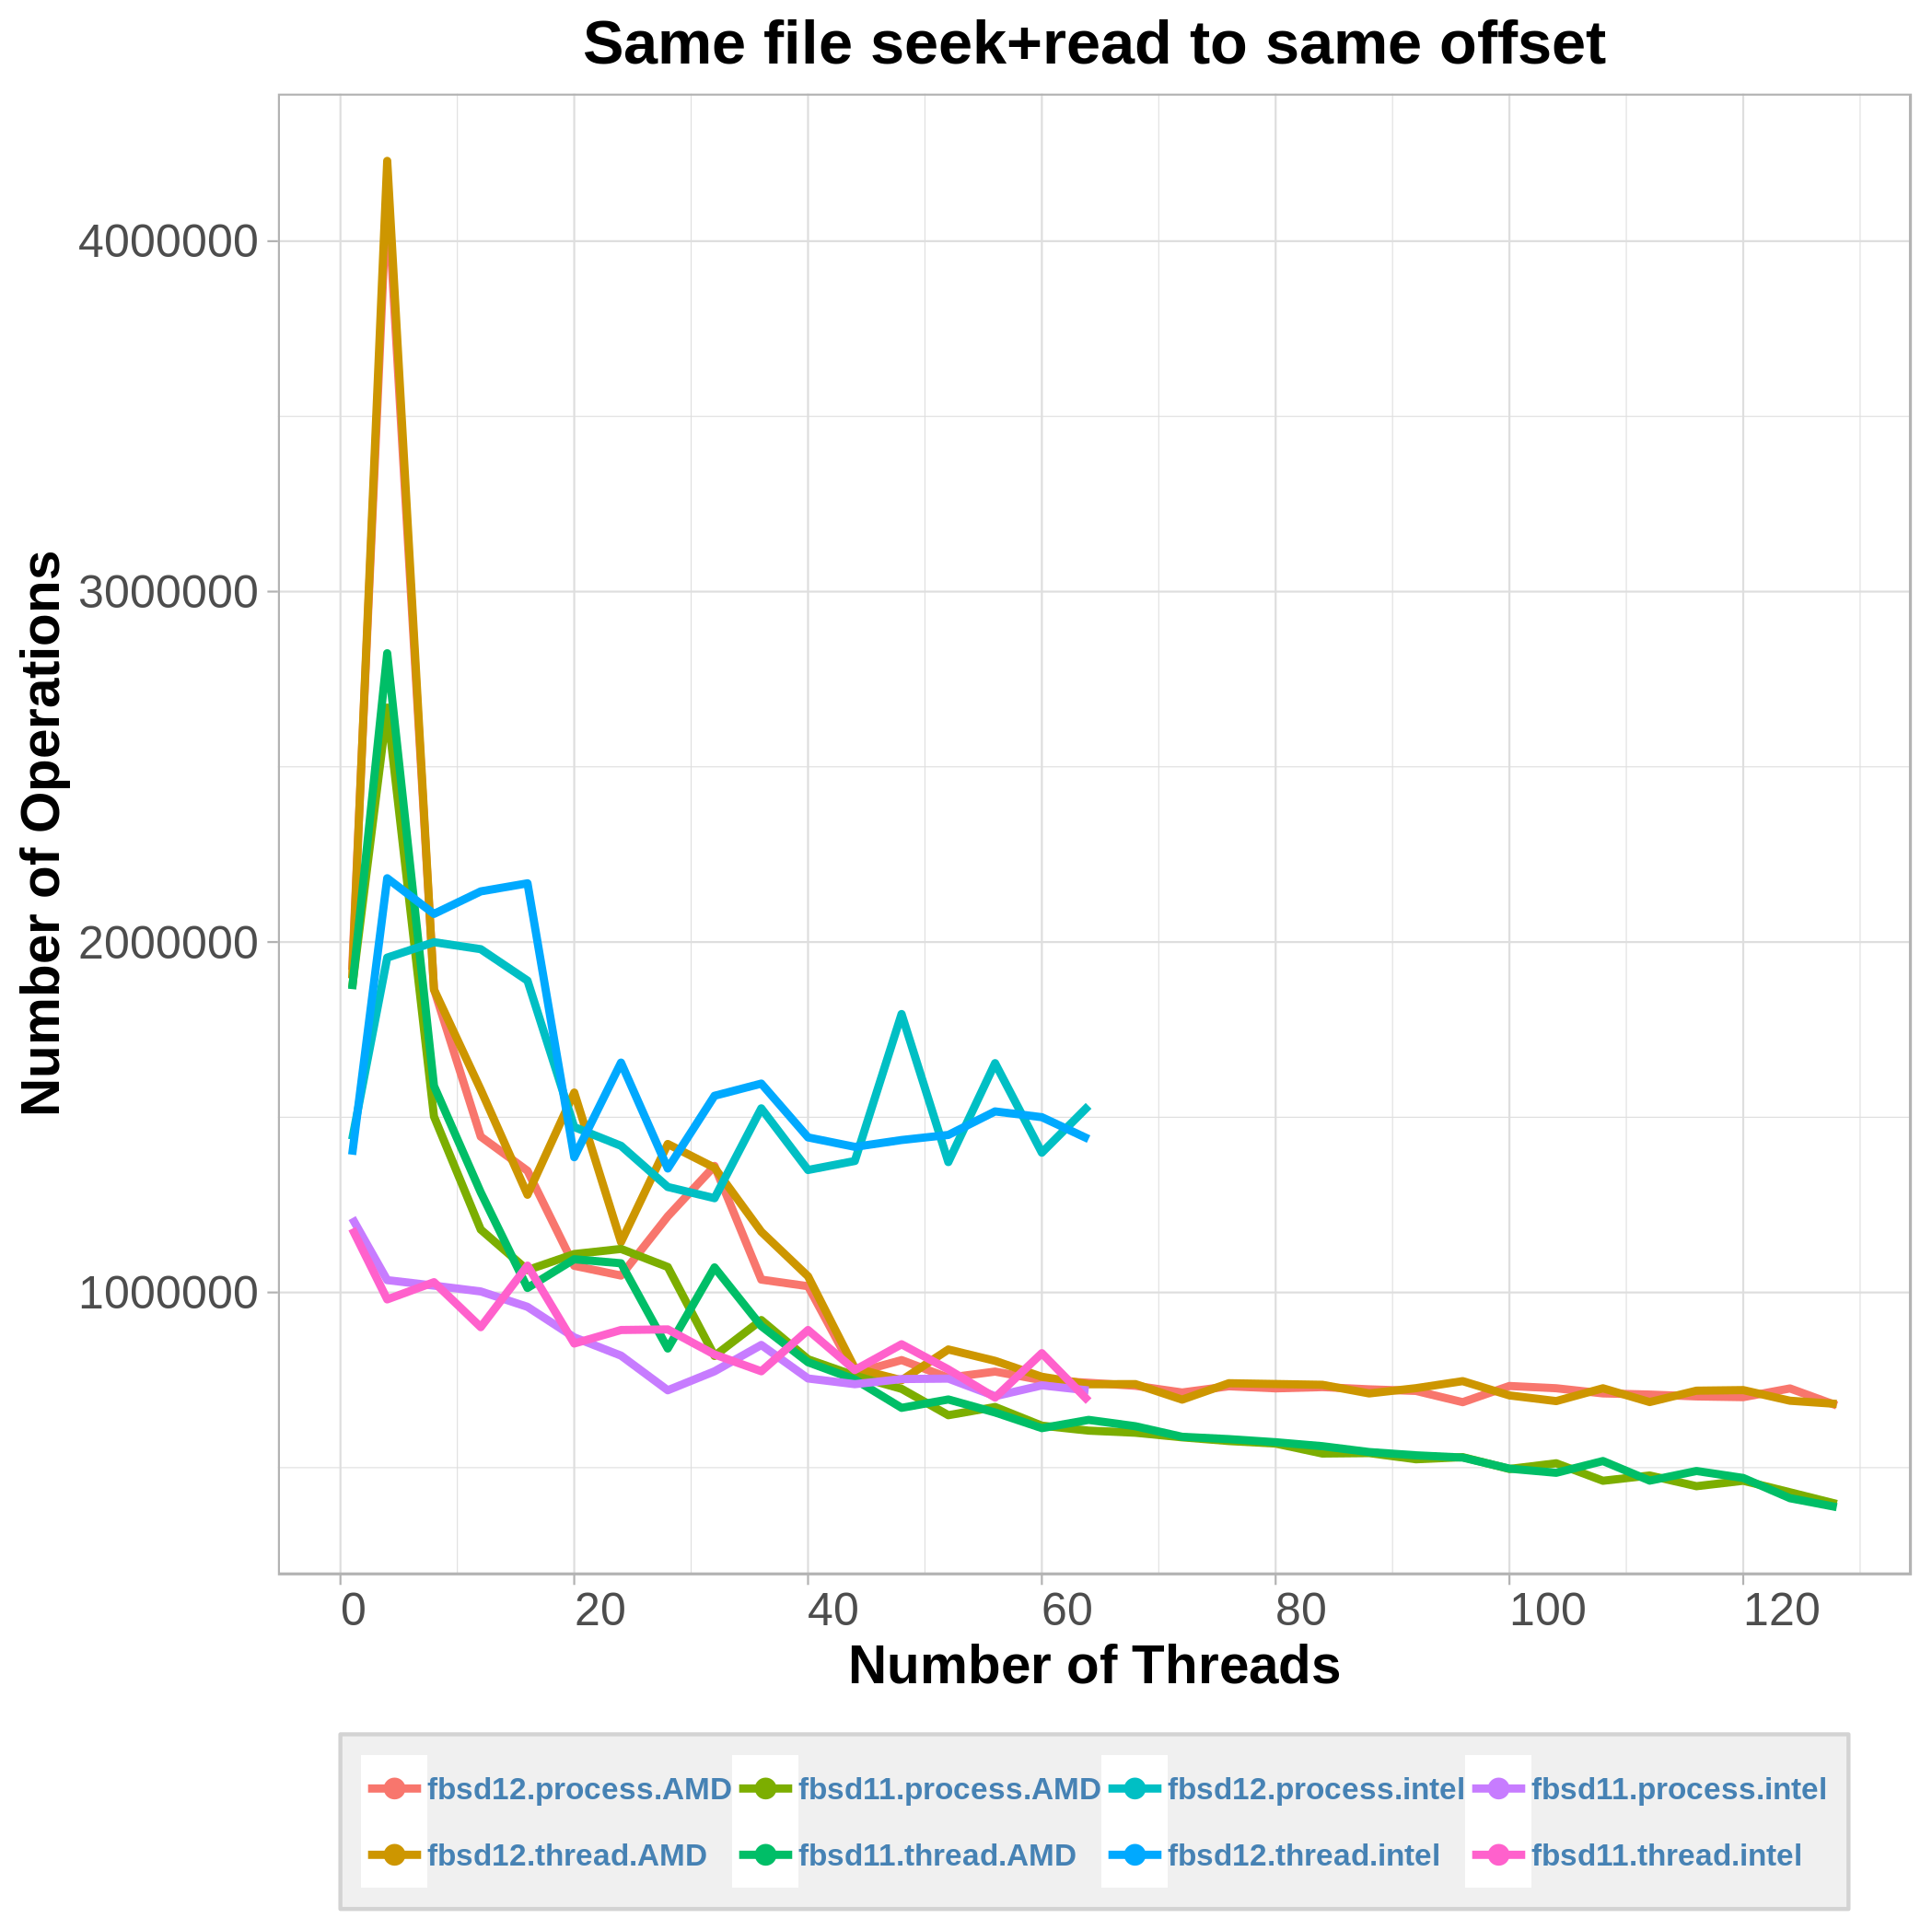 Same file seek+read to same offset
Number of Operations
4000000
3000000
2000000
1000000
0 20 40 60 80 100 120
Number of Threads
fbsd12.process.AMD fbsd11.process.AMD fbsd12.process.intel fbsd11.process.intel
fbsd12.thread.AMD fbsd11.thread.AMD fbsd12.thread.intel fbsd11.thread.intel